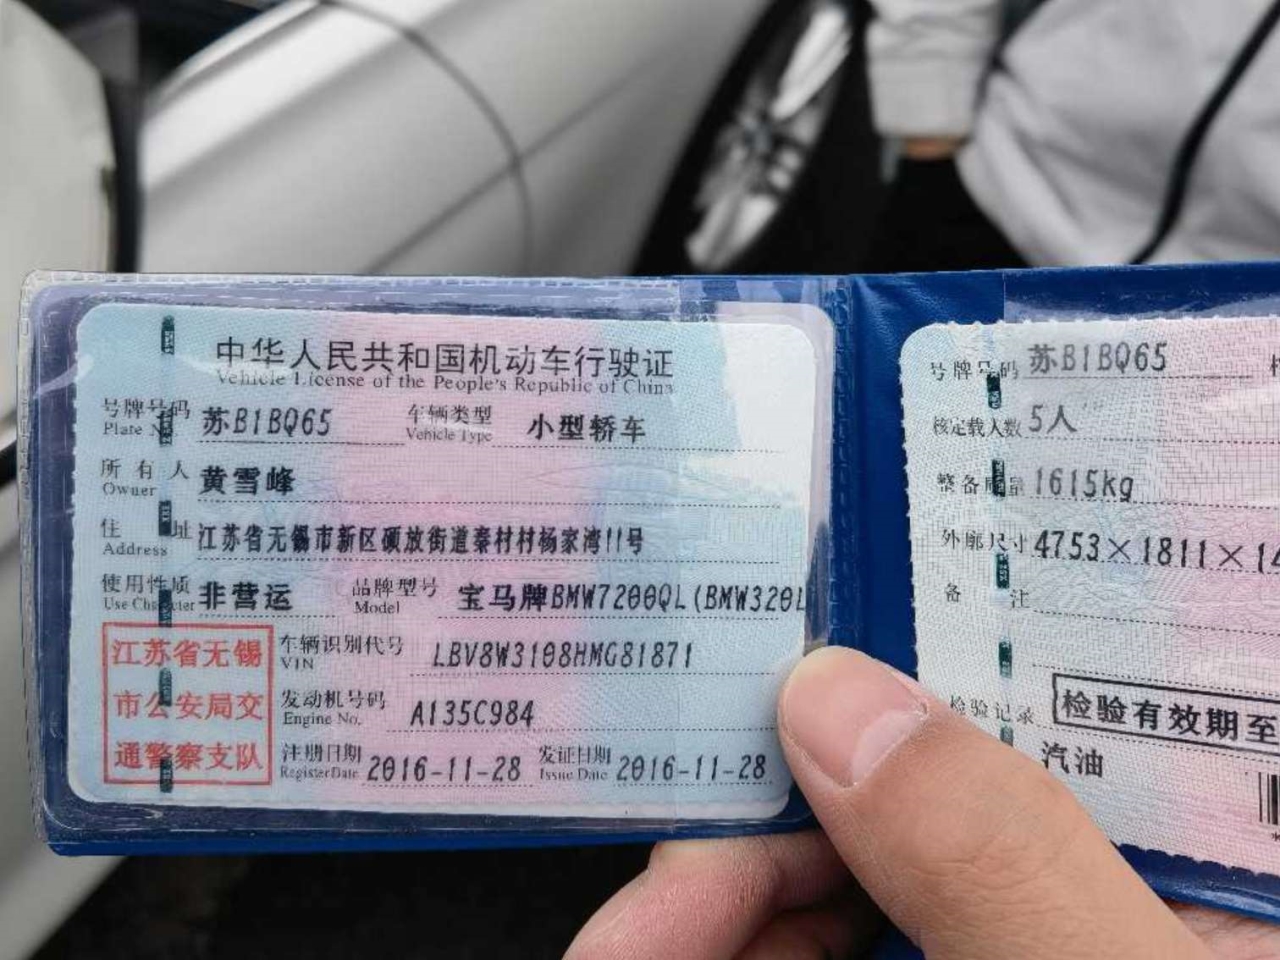 中华人民共和国机动车行驶证
Vehicle License of the People's Republic of China
号牌号码 苏B1BQ65 车辆类型 小型轿车
Plate Vehicle Type
所有人 黄雪峰
Owner
住址 江苏省无锡市新区硕放街道秦村村杨家湾11号
Address
使用性质 非营运 品牌型号 宝马牌BMW7200QL(BMW320L
Use Character Model
江苏省无锡
市公安局交
通警察支队
车辆识别代号 LBV8W3108HMG81871
VIN
发动机号码 A135C984
Engine No.
注册日期 2016-11-28 发证日期 2016-11-28
Register Date Issue Date
号牌号码 苏B1BQ65
核定载人数 5人
整备质量 1615kg
外廓尺寸 4753×1811×14
备注
检验记录 检验有效期至
汽油